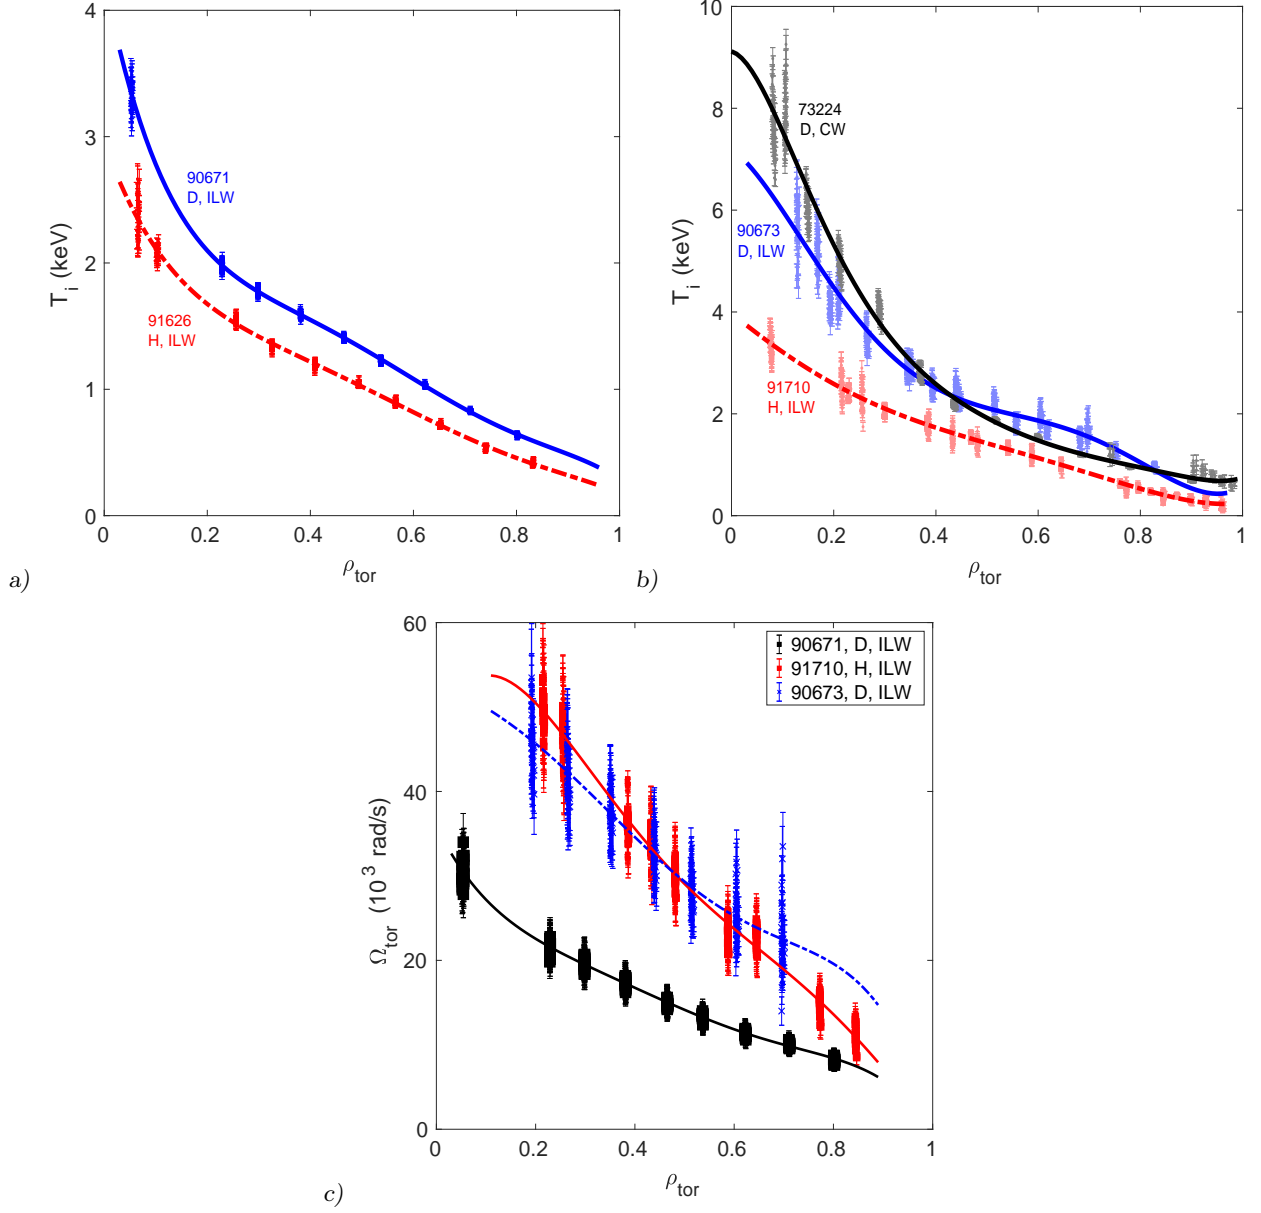 4
3
2
1
0
T_i (keV)
90671
D, ILW
91626
H, ILW
0 0.2 0.4 0.6 0.8 1
ρ_tor
a)
10
8
6
4
2
0
T_i (keV)
73224
D, CW
90673
D, ILW
91710
H, ILW
0 0.2 0.4 0.6 0.8 1
ρ_tor
b)
60
40
20
0
Ω_tor (10^3 rad/s)
90671, D, ILW
91710, H, ILW
90673, D, ILW
0 0.2 0.4 0.6 0.8 1
ρ_tor
c)